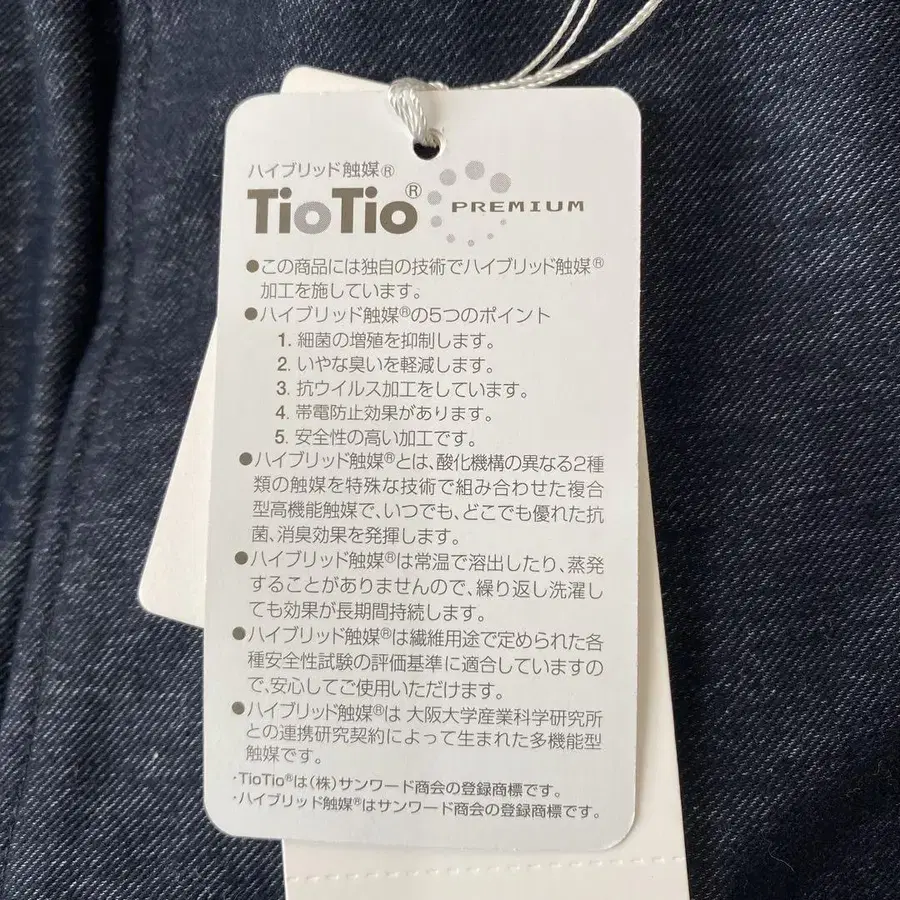 ハイブリッド触媒®
TioTio® PREMIUM
●この商品には独自の技術でハイブリッド触媒®
加工を施しています。
●ハイブリッド触媒®の5つのポイント
1. 細菌の増殖を抑制します。
2. いやな臭いを軽減します。
3. 抗ウイルス加工をしています。
4. 帯電防止効果があります。
5. 安全性の高い加工です。
●ハイブリッド触媒®とは、酸化機構の異なる2種
類の触媒を特殊な技術で組み合わせた複合
型高機能触媒で、いつでも、どこでも優れた抗
菌、消臭効果を発揮します。
●ハイブリッド触媒®は常温で溶出したり、蒸発
することがありませんので、繰り返し洗濯し
ても効果が長期間持続します。
●ハイブリッド触媒®は繊維用途で定められた各
種安全性試験の評価基準に適合していますの
で、安心してご使用いただけます。
●ハイブリッド触媒®は 大阪大学産業科学研究所
との連携研究契約によって生まれた多機能型
触媒です。
・TioTio®は(株)サンワード商会の登録商標です。
・ハイブリッド触媒®はサンワード商会の登録商標です。